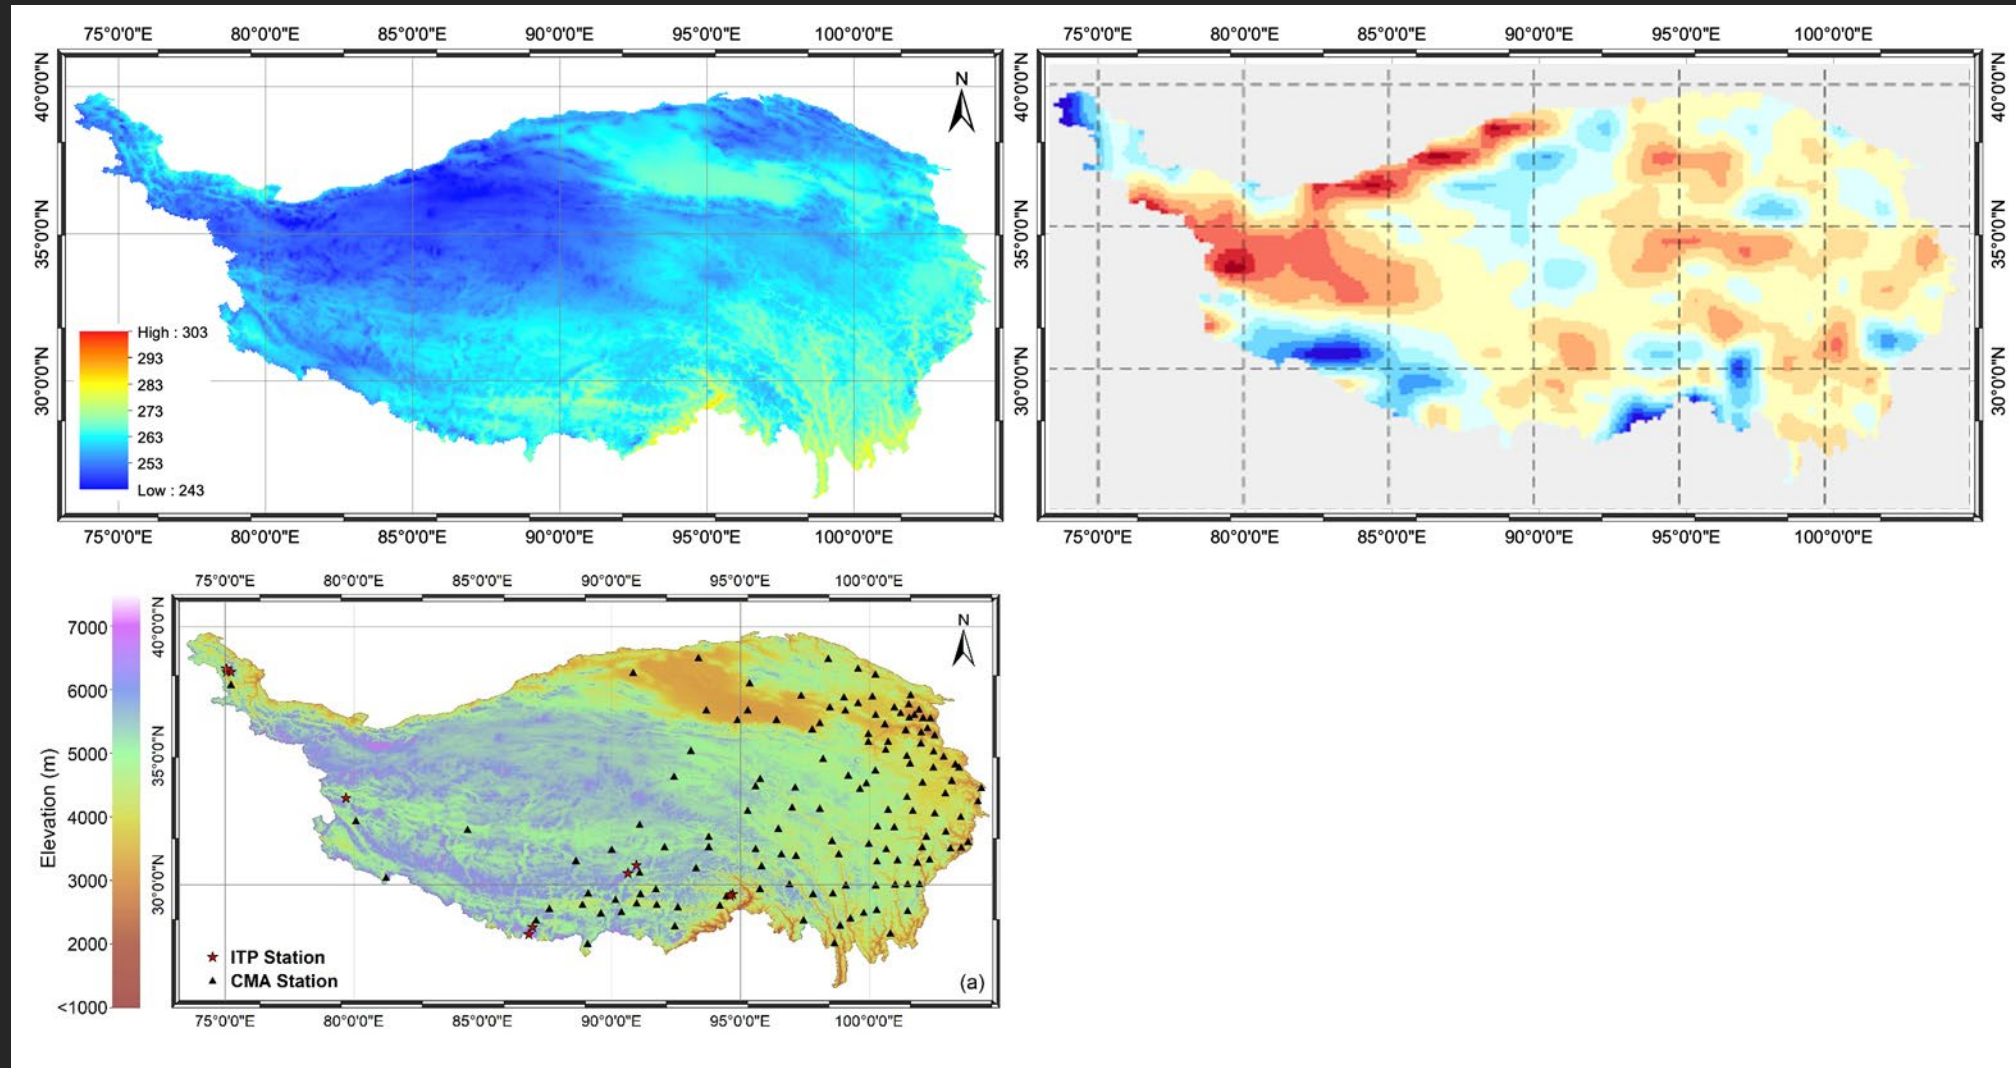 75°0'0"E 80°0'0"E 85°0'0"E 90°0'0"E 95°0'0"E 100°0'0"E
40°0'0"N
35°0'0"N
30°0'0"N
N
High : 303
293
283
273
263
253
Low : 243
75°0'0"E 80°0'0"E 85°0'0"E 90°0'0"E 95°0'0"E 100°0'0"E
75°0'0"E 80°0'0"E 85°0'0"E 90°0'0"E 95°0'0"E 100°0'0"E
40°0'0"N 40°0'0"N
35°0'0"N 35°0'0"N
30°0'0"N 30°0'0"N
75°0'0"E 80°0'0"E 85°0'0"E 90°0'0"E 95°0'0"E 100°0'0"E
75°0'0"E 80°0'0"E 85°0'0"E 90°0'0"E 95°0'0"E 100°0'0"E
Elevation (m)
7000
6000
5000
4000
3000
2000
<1000
40°0'0"N
35°0'0"N
30°0'0"N
N
ITP Station
CMA Station
(a)
75°0'0"E 80°0'0"E 85°0'0"E 90°0'0"E 95°0'0"E 100°0'0"E